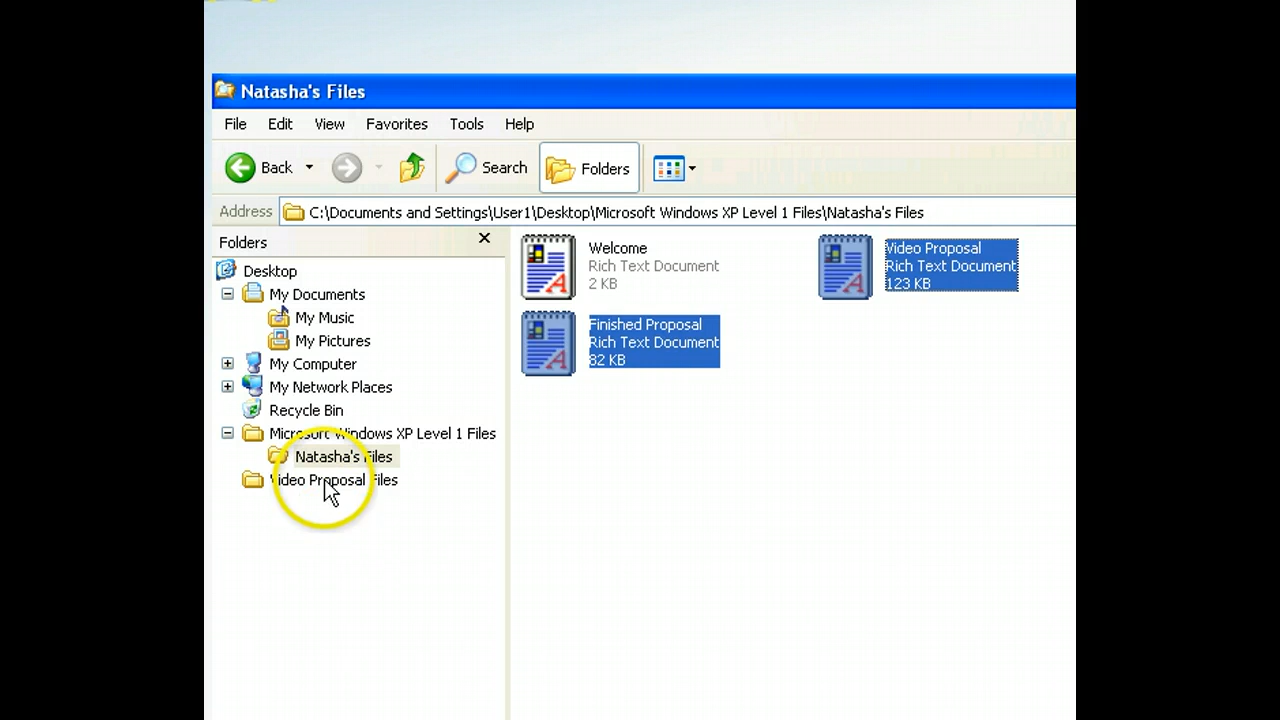 Natasha's Files
File Edit View Favorites Tools Help
Back Search Folders
Address C:\Documents and Settings\User1\Desktop\Microsoft Windows XP Level 1 Files\Natasha's Files
Folders
Desktop
My Documents
My Music
My Pictures
My Computer
My Network Places
Recycle Bin
Microsoft Windows XP Level 1 Files
Natasha's Files
Video Proposal Files
Welcome
Rich Text Document
2 KB
Video Proposal
Rich Text Document
123 KB
Finished Proposal
Rich Text Document
82 KB